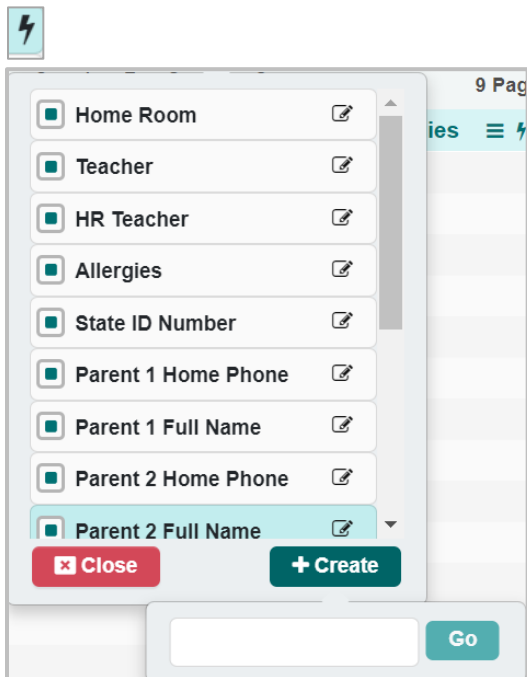 9 Pag
ies
Home Room
Teacher
HR Teacher
Allergies
State ID Number
Parent 1 Home Phone
Parent 1 Full Name
Parent 2 Home Phone
Parent 2 Full Name
Close
Create
Go